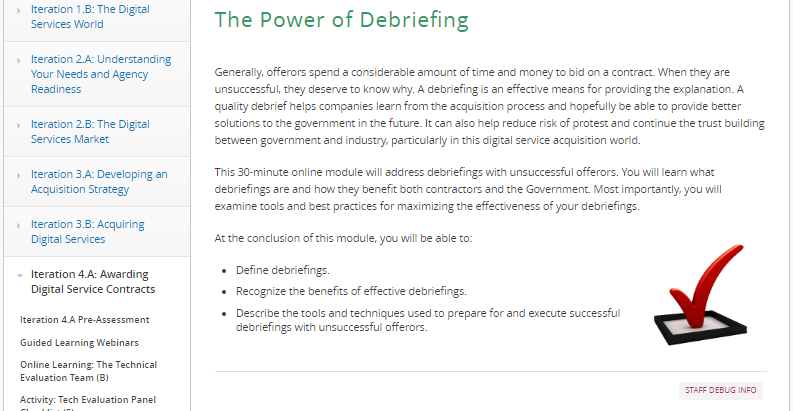 Iteration 1.B: The Digital
Services World
Iteration 2.A: Understanding
Your Needs and Agency
Readiness
Iteration 2.B: The Digital
Services Market
Iteration 3.A: Developing an
Acquisition Strategy
Iteration 3.B: Acquiring
Digital Services
Iteration 4.A: Awarding
Digital Service Contracts
Iteration 4.A Pre-Assessment
Guided Learning Webinars
Online Learning: The Technical
Evaluation Team (B)
Activity: Tech Evaluation Panel
The Power of Debriefing
Generally, offerors spend a considerable amount of time and money to bid on a contract. When they are
unsuccessful, they deserve to know why. A debriefing is an effective means for providing the explanation. A
quality debrief helps companies learn from the acquisition process and hopefully be able to provide better
solutions to the government in the future. It can also help reduce risk of protest and continue the trust building
between government and industry, particularly in this digital service acquisition world.
This 30-minute online module will address debriefings with unsuccessful offerors. You will learn what
debriefings are and how they benefit both contractors and the Government. Most importantly, you will
examine tools and best practices for maximizing the effectiveness of your debriefings.
At the conclusion of this module, you will be able to:
• Define debriefings.
• Recognize the benefits of effective debriefings.
• Describe the tools and techniques used to prepare for and execute successful
debriefings with unsuccessful offerors.
STAFF DEBUG INFO